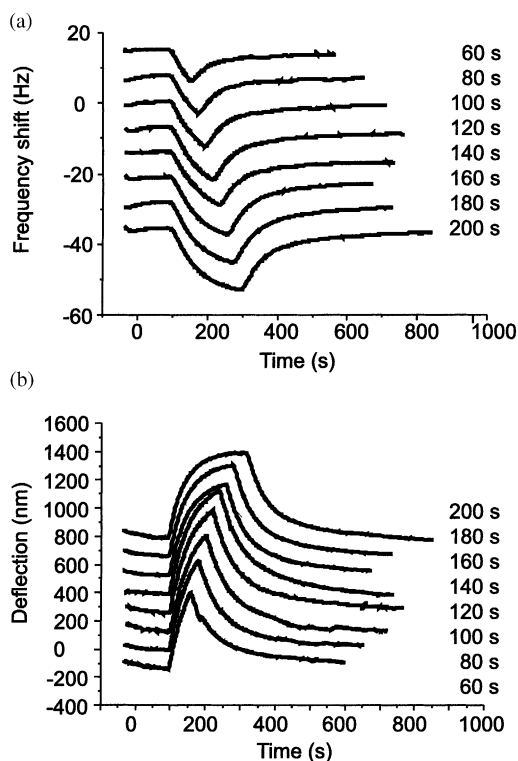 (a)
20
0
-20
-40
-60
Frequency shift (Hz)
60 s
80 s
100 s
120 s
140 s
160 s
180 s
200 s
0 200 400 600 800 1000
Time (s)
(b)
1600
1400
1200
1000
800
600
400
200
0
-200
-400
Deflection (nm)
200 s
180 s
160 s
140 s
120 s
100 s
80 s
60 s
0 200 400 600 800 1000
Time (s)